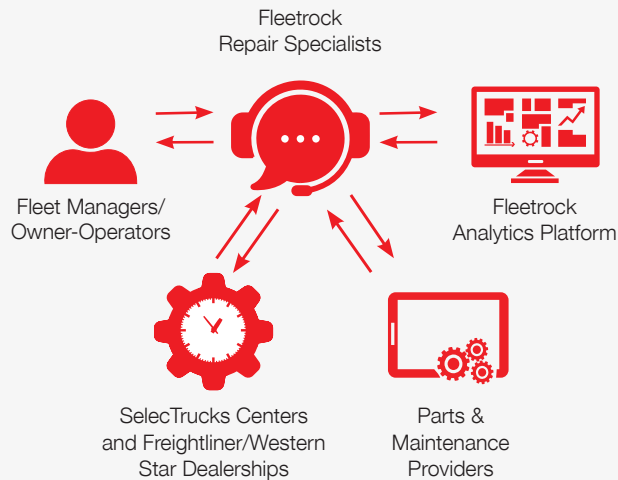 Fleetrock
Repair Specialists
Fleet Managers/
Owner-Operators
Fleetrock
Analytics Platform
SelecTrucks Centers
and Freightliner/Western
Star Dealerships
Parts &
Maintenance
Providers